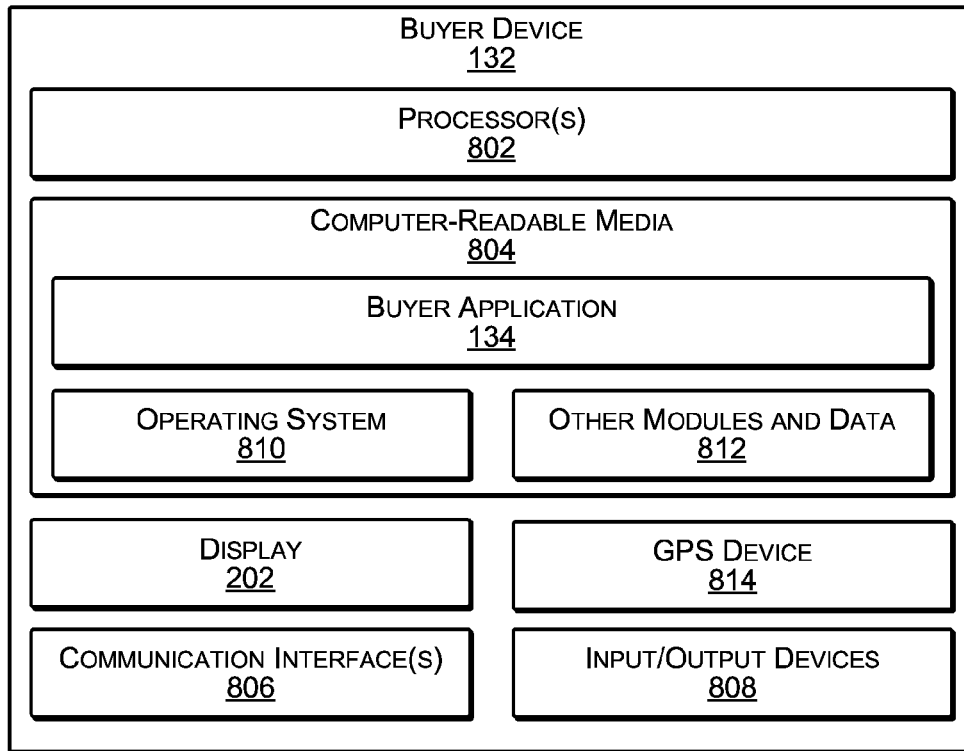 BUYER DEVICE
132
PROCESSOR(S)
802
COMPUTER-READABLE MEDIA
804
BUYER APPLICATION
134
OPERATING SYSTEM
810
OTHER MODULES AND DATA
812
DISPLAY
202
GPS DEVICE
814
COMMUNICATION INTERFACE(S)
806
INPUT/OUTPUT DEVICES
808